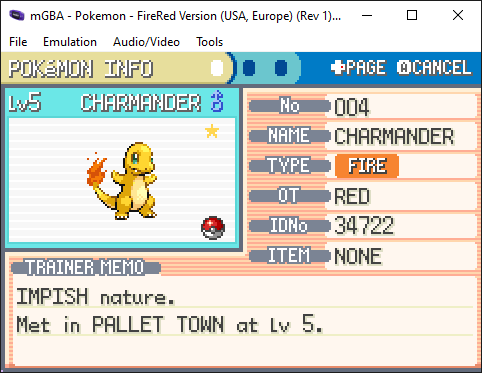 mGBA - Pokemon - FireRed Version (USA, Europe) (Rev 1)...
File Emulation Audio/Video Tools
POKéMON INFO PAGE CANCEL
Lv5 CHARMANDER ♂
No 004
NAME CHARMANDER
TYPE FIRE
OT RED
IDNo 34722
ITEM NONE
TRAINER MEMO
IMPISH nature.
Met in PALLET TOWN at Lv 5.